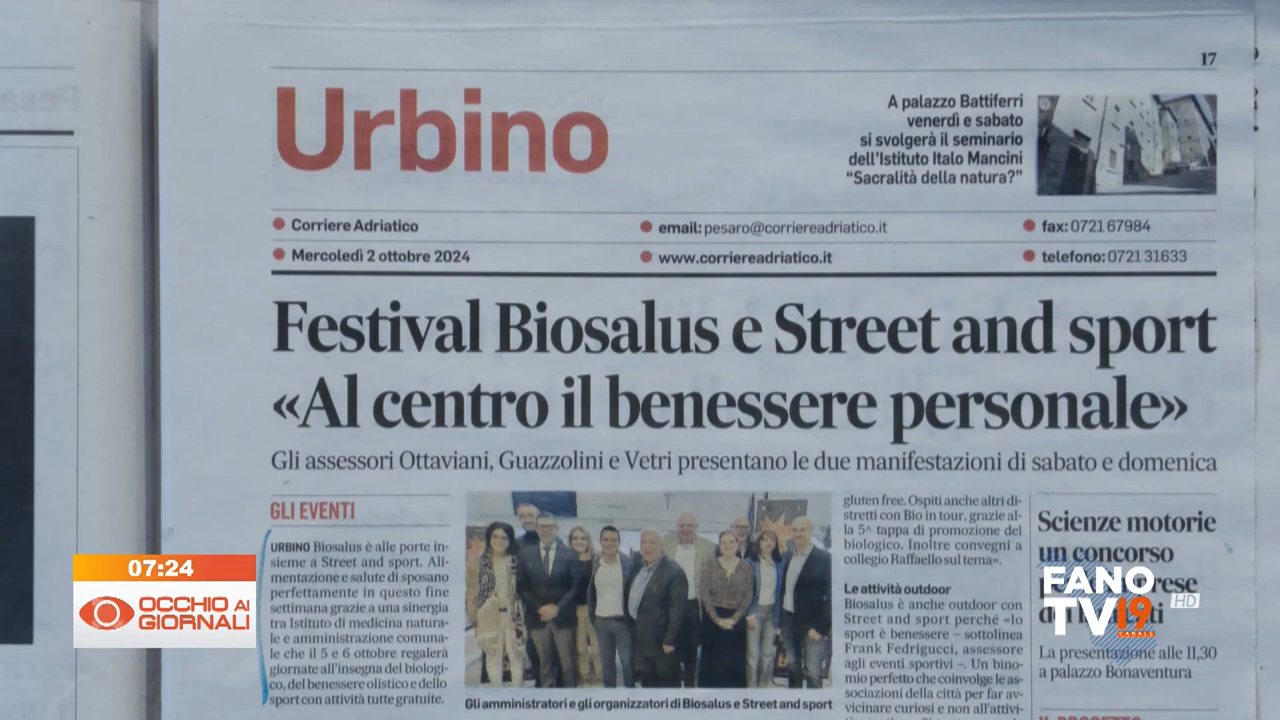 17
Urbino
A palazzo Battiferri
venerdì e sabato
si svolgerà il seminario
dell'Istituto Italo Mancini
"Sacralità della natura?"
Corriere Adriatico
email: pesaro@corriereadriatico.it
fax: 0721 67984
Mercoledì 2 ottobre 2024
www.corriereadriatico.it
telefono: 0721 31633
Festival Biosalus e Street and sport
«Al centro il benessere personale»
Gli assessori Ottaviani, Guazzolini e Vetri presentano le due manifestazioni di sabato e domenica
GLI EVENTI
URBINO Biosalus è alle porte in-
sieme a Street and sport. Ali-
mentazione e salute di sposano
perfettamente in questo fine
settimana grazie a una sinergia
tra Istituto di medicina natura-
le e amministrazione comuna-
le che il 5 e 6 ottobre regalerà
giornate all'insegna del biologi-
co, del benessere olistico e dello
sport con attività tutte gratuite.
Gli amministratori e gli organizzatori di Biosalus e Street and sport
gluten free. Ospiti anche altri di-
stretti con Bio in tour, grazie al-
la 5^ tappa di promozione del
biologico. Inoltre convegni a
collegio Raffaello sul tema».
Le attività outdoor
Biosalus è anche outdoor con
Street and sport perché «lo
sport è benessere – sottolinea
Frank Fedrigucci, assessore
agli eventi sportivi –. Un bino-
mio perfetto che coinvolge le as-
sociazioni della città per far av-
vicinare curiosi e non all'attivi-
Scienze motorie
un concorso
La presentazione alle 11,30
a palazzo Bonaventura
07:24
OCCHIO AI
GIORNALI
FANO
TV19
CANALE
HD